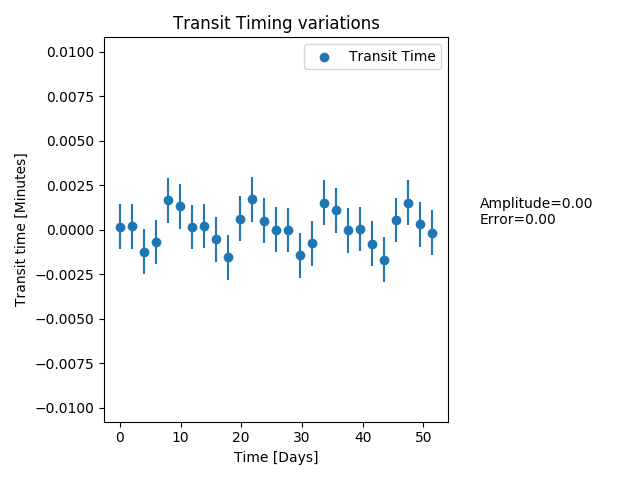 Transit Timing variations
Transit Time
0.0100
0.0075
0.0050
0.0025
0.0000
−0.0025
−0.0050
−0.0075
−0.0100
Transit time [Minutes]
0 10 20 30 40 50
Time [Days]
Amplitude=0.00
Error=0.00